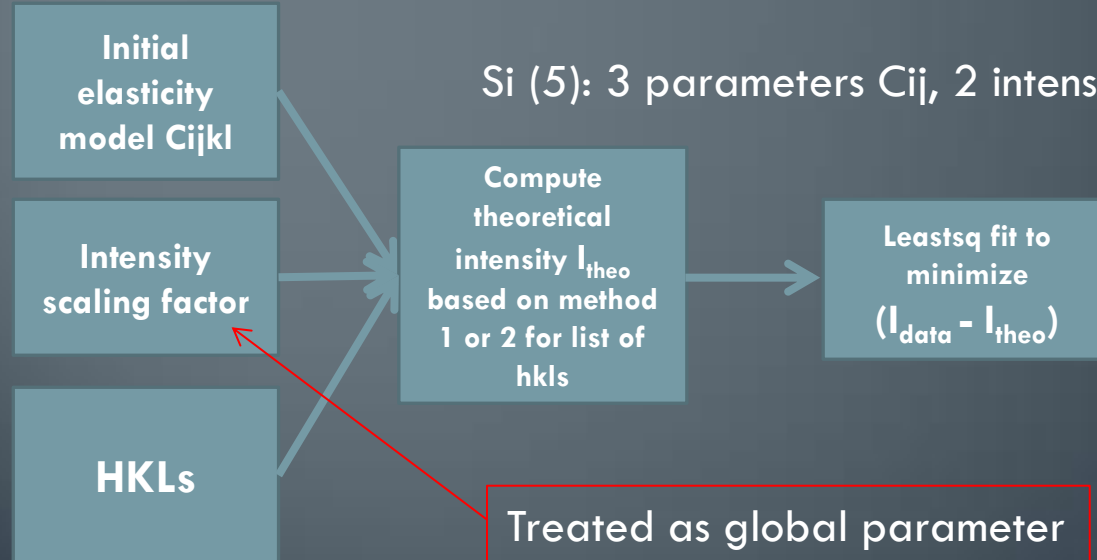 Initial
elasticity
model Cijkl
Si (5): 3 parameters Cij, 2 intens
Intensity
scaling factor
HKLs
Compute
theoretical
intensity Itheo
based on method
1 or 2 for list of
hkls
Leastsq fit to
minimize
(Idata - Itheo)
Treated as global parameter